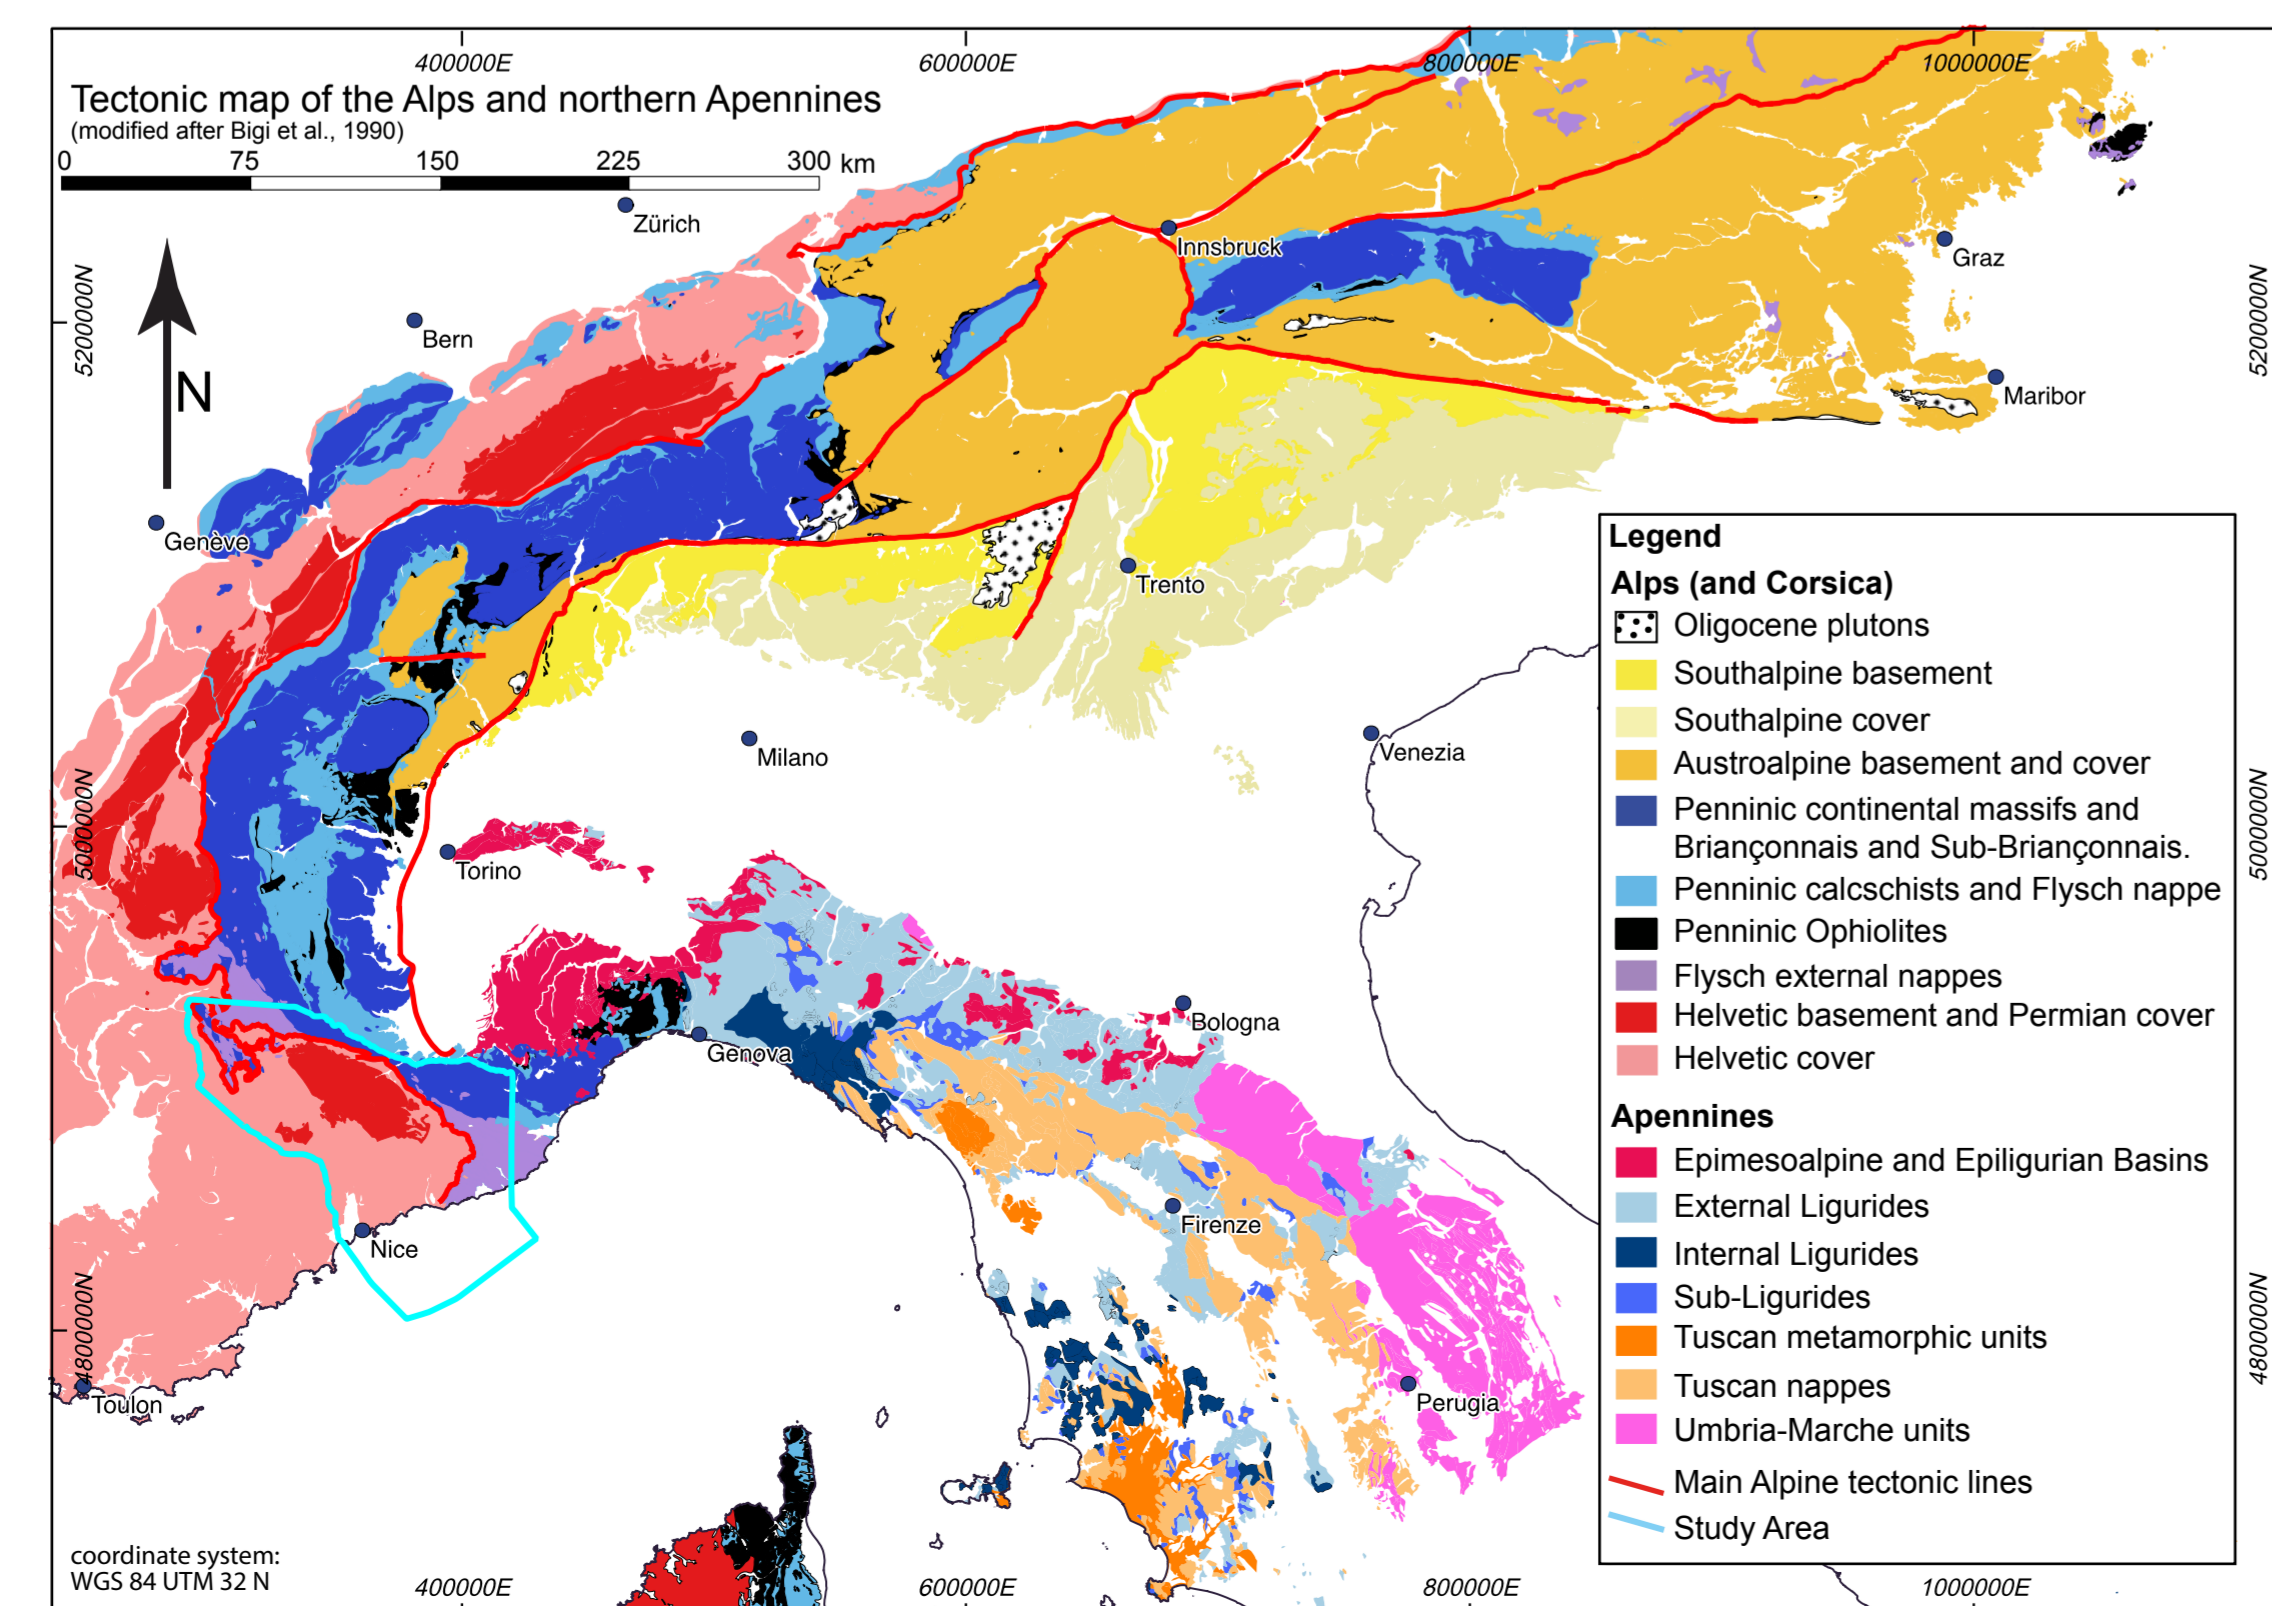 400000E
600000E
800000E
1000000E
Tectonic map of the Alps and northern Apennines
(modified after Bigi et al., 1990)
0 75 150 225 300 km
Zürich
Innsbruck
Graz
5200000N
5200000N
Bern
N
Maribor
Genève
Trento
Venezia
Milano
5000000N
5000000N
Torino
Bologna
Genova
Firenze
Nice
4800000N
4800000N
Toulon
Perugia
Legend
Alps (and Corsica)
Oligocene plutons
Southalpine basement
Southalpine cover
Austroalpine basement and cover
Penninic continental massifs and
Briançonnais and Sub-Briançonnais.
Penninic calcschists and Flysch nappe
Penninic Ophiolites
Flysch external nappes
Helvetic basement and Permian cover
Helvetic cover
Apennines
Epimesoalpine and Epiligurian Basins
External Ligurides
Internal Ligurides
Sub-Ligurides
Tuscan metamorphic units
Tuscan nappes
Umbria-Marche units
Main Alpine tectonic lines
Study Area
coordinate system:
WGS 84 UTM 32 N
400000E
600000E
800000E
1000000E